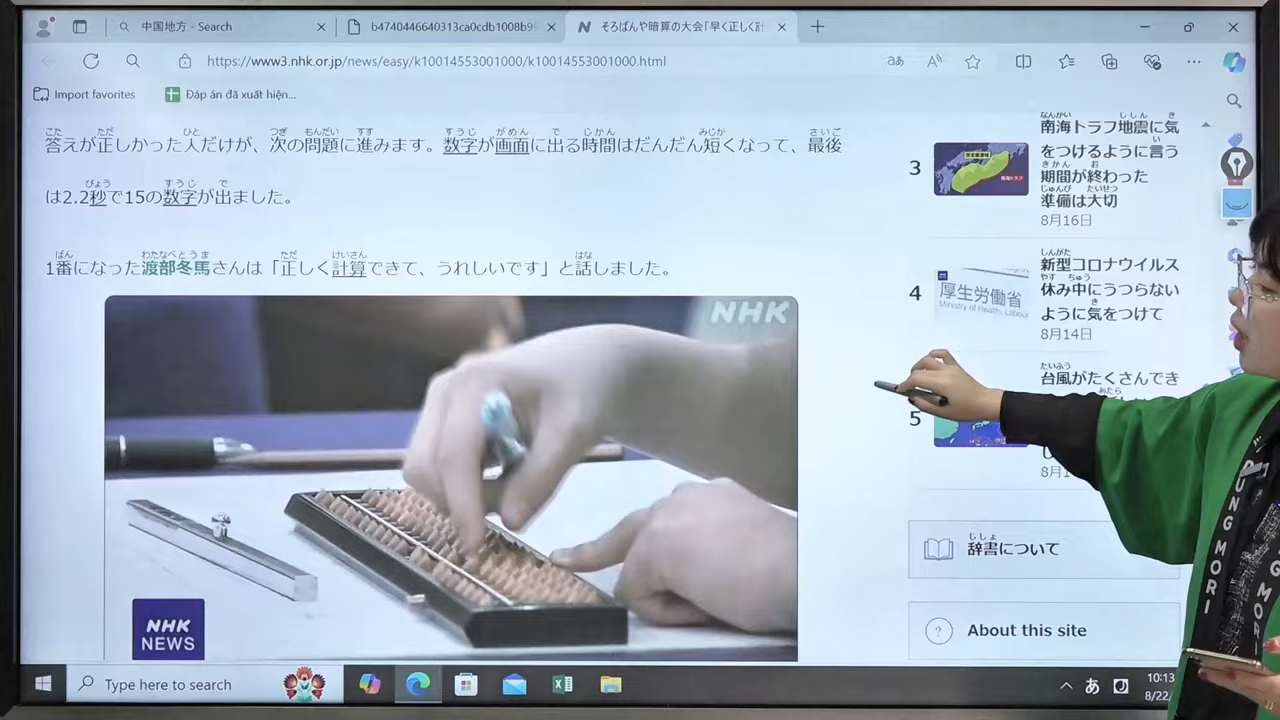 中国地方 - Search
b4740446640313ca0cdb1008b9
そろばんや暗算の大会「早く正しく計
https://www3.nhk.or.jp/news/easy/k10014553001000/k10014553001000.html
Import favorites
Đáp án đã xuất hiện...
答えが正しかった人だけが、次の問題に進みます。数字が画面に出る時間はだんだん短くなって、最後
は2.2秒で15の数字が出ました。
1番になった渡部冬馬さんは「正しく計算できて、うれしいです」と話しました。
NHK
NHK
NEWS
3
南海トラフ地震に気
をつけるように言う
期間が終わった
準備は大切
8月16日
4
厚生労働省
Ministry of Health, Labour
新型コロナウイルス
休み中にうつらない
ように気をつけて
8月14日
5
台風がたくさんでき
辞書について
About this site
Type here to search
あ
10:13
8/22/
UNG MORI
G MOR